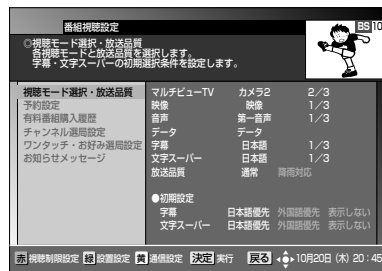 番組視聴設定
BS 10
◎視聴モード選択・放送品質
各視聴モードと放送品質を選択します。
字幕・文字スーパーの初期選択条件を設定します。
視聴モード選択・放送品質
予約設定
有料番組購入履歴
チャンネル選局設定
ワンタッチ・お好み選局設定
お知らせメッセージ
マルチビューTV カメラ2 2/3
映像 映像 1/3
音声 第一音声 1/3
データ データ
字幕 日本語 1/3
文字スーパー 日本語 1/3
放送品質 通常 降雨対応
●初期設定
字幕 日本語優先 外国語優先 表示しない
文字スーパー 日本語優先 外国語優先 表示しない
赤 視聴制限設定 緑 設置設定 黄 通信設定 決定 実行 戻る 10月20日 (木) 20:45